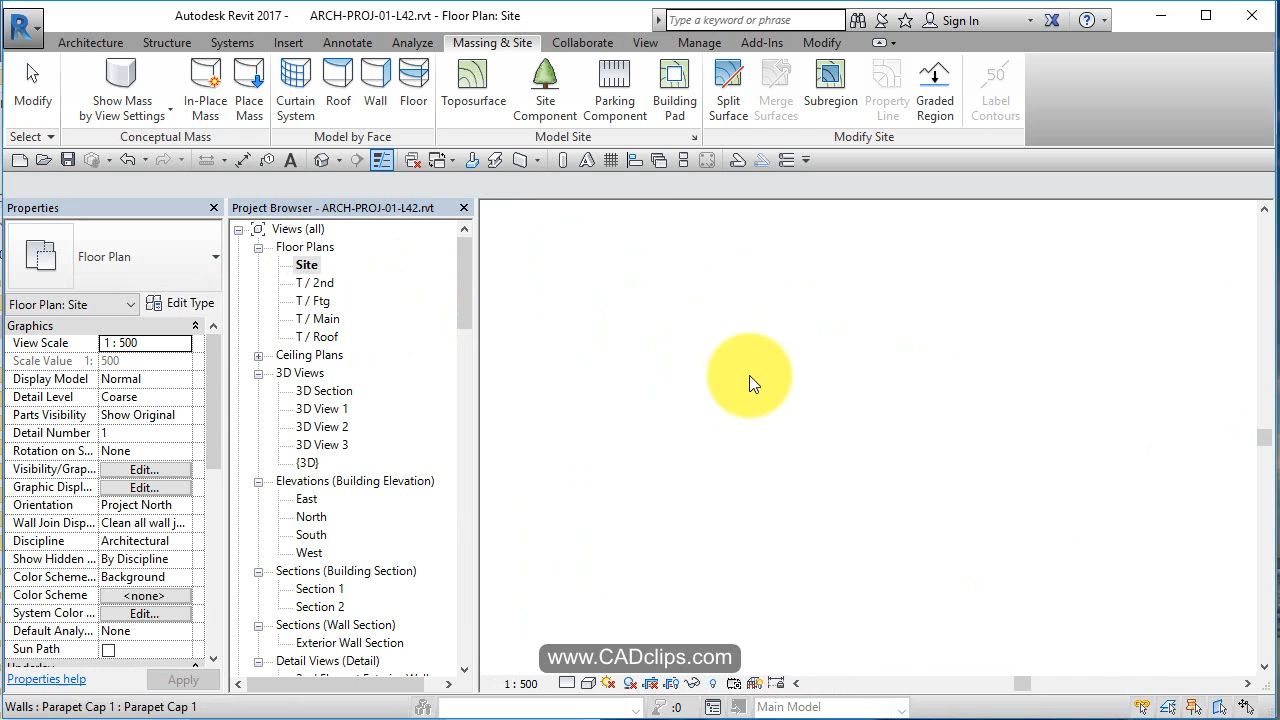 Autodesk Revit 2017 - ARCH-PROJ-01-L42.rvt - Floor Plan: Site
Type a keyword or phrase
Sign In
Architecture Structure Systems Insert Annotate Analyze Massing & Site Collaborate View Manage Add-Ins Modify
Modify
Show Mass by View Settings
In-Place Mass
Place Mass
Curtain System
Roof
Wall
Floor
Toposurface
Site Component
Parking Component
Building Pad
Split Surface
Merge Surfaces
Subregion
Property Line
Graded Region
50
Label Contours
Select
Conceptual Mass
Model by Face
Model Site
Modify Site
Properties
Floor Plan
Floor Plan: Site
Edit Type
Graphics
View Scale 1 : 500
Scale Value 1: 500
Display Model Normal
Detail Level Coarse
Parts Visibility Show Original
Detail Number 1
Rotation on S... None
Visibility/Grap... Edit...
Graphic Displ... Edit...
Orientation Project North
Wall Join Disp... Clean all wall j...
Discipline Architectural
Show Hidden ... By Discipline
Color Scheme... Background
Color Scheme <none>
System Color ... Edit...
Default Analy... None
Sun Path
Properties help
Apply
Project Browser - ARCH-PROJ-01-L42.rvt
Views (all)
Floor Plans
Site
T / 2nd
T / Ftg
T / Main
T / Roof
Ceiling Plans
3D Views
3D Section
3D View 1
3D View 2
3D View 3
{3D}
Elevations (Building Elevation)
East
North
South
West
Sections (Building Section)
Section 1
Section 2
Sections (Wall Section)
Exterior Wall Section
Detail Views (Detail)
www.CADclips.com
1 : 500
Walls : Parapet Cap 1 : Parapet Cap 1
:0
Main Model